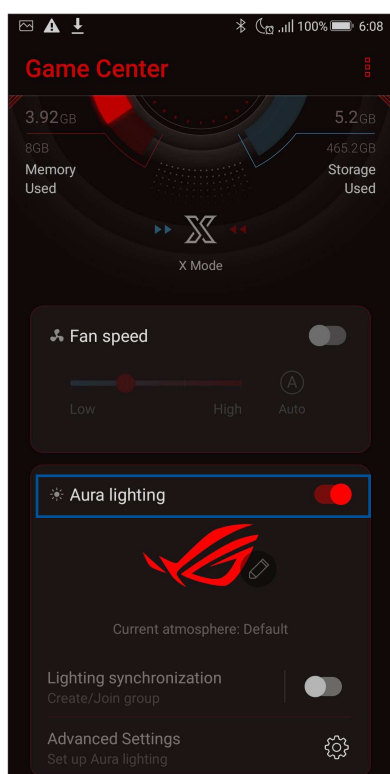 100% 6:08
Game Center
3.92GB 5.2GB
8GB 465.2GB
Memory Storage
Used Used
X Mode
Fan speed
A
Low High Auto
Aura lighting
Current atmosphere: Default
Lighting synchronization
Create/Join group
Advanced Settings
Set up Aura lighting